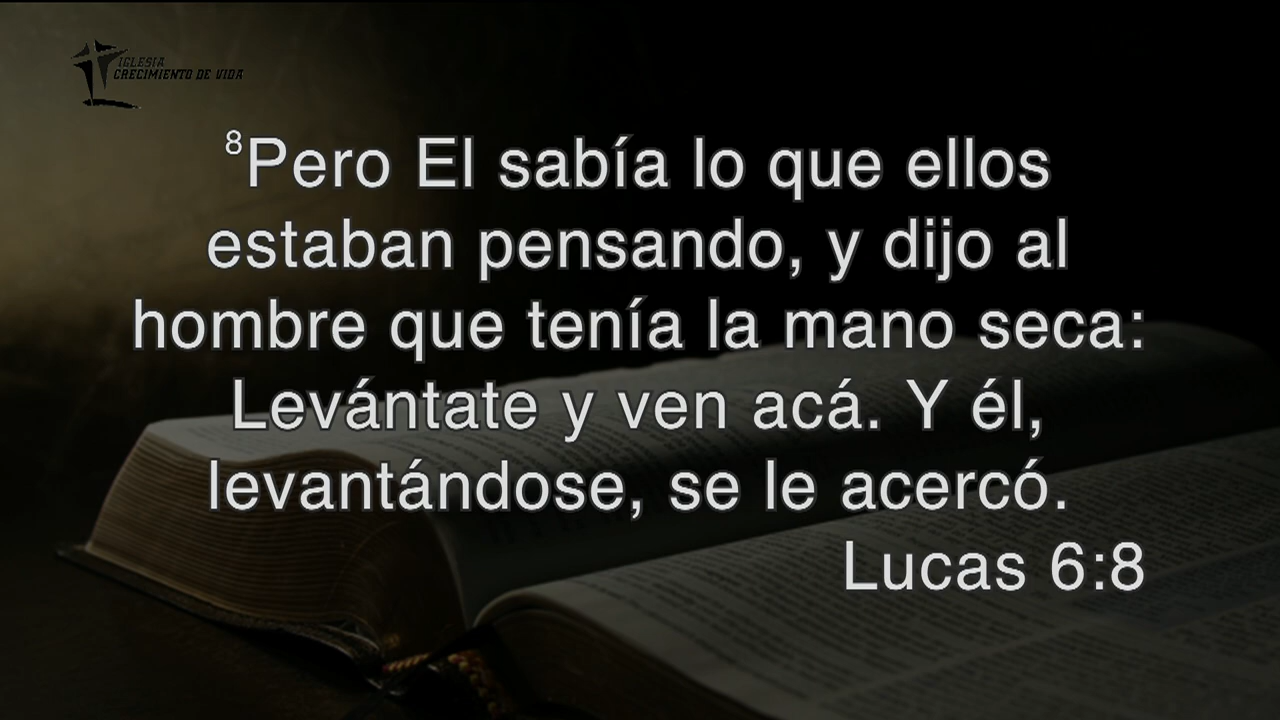 IGLESIA
CRECIMIENTO DE VIDA
⁸Pero El sabía lo que ellos
estaban pensando, y dijo al
hombre que tenía la mano seca:
Levántate y ven acá. Y él,
levantándose, se le acercó.
Lucas 6:8